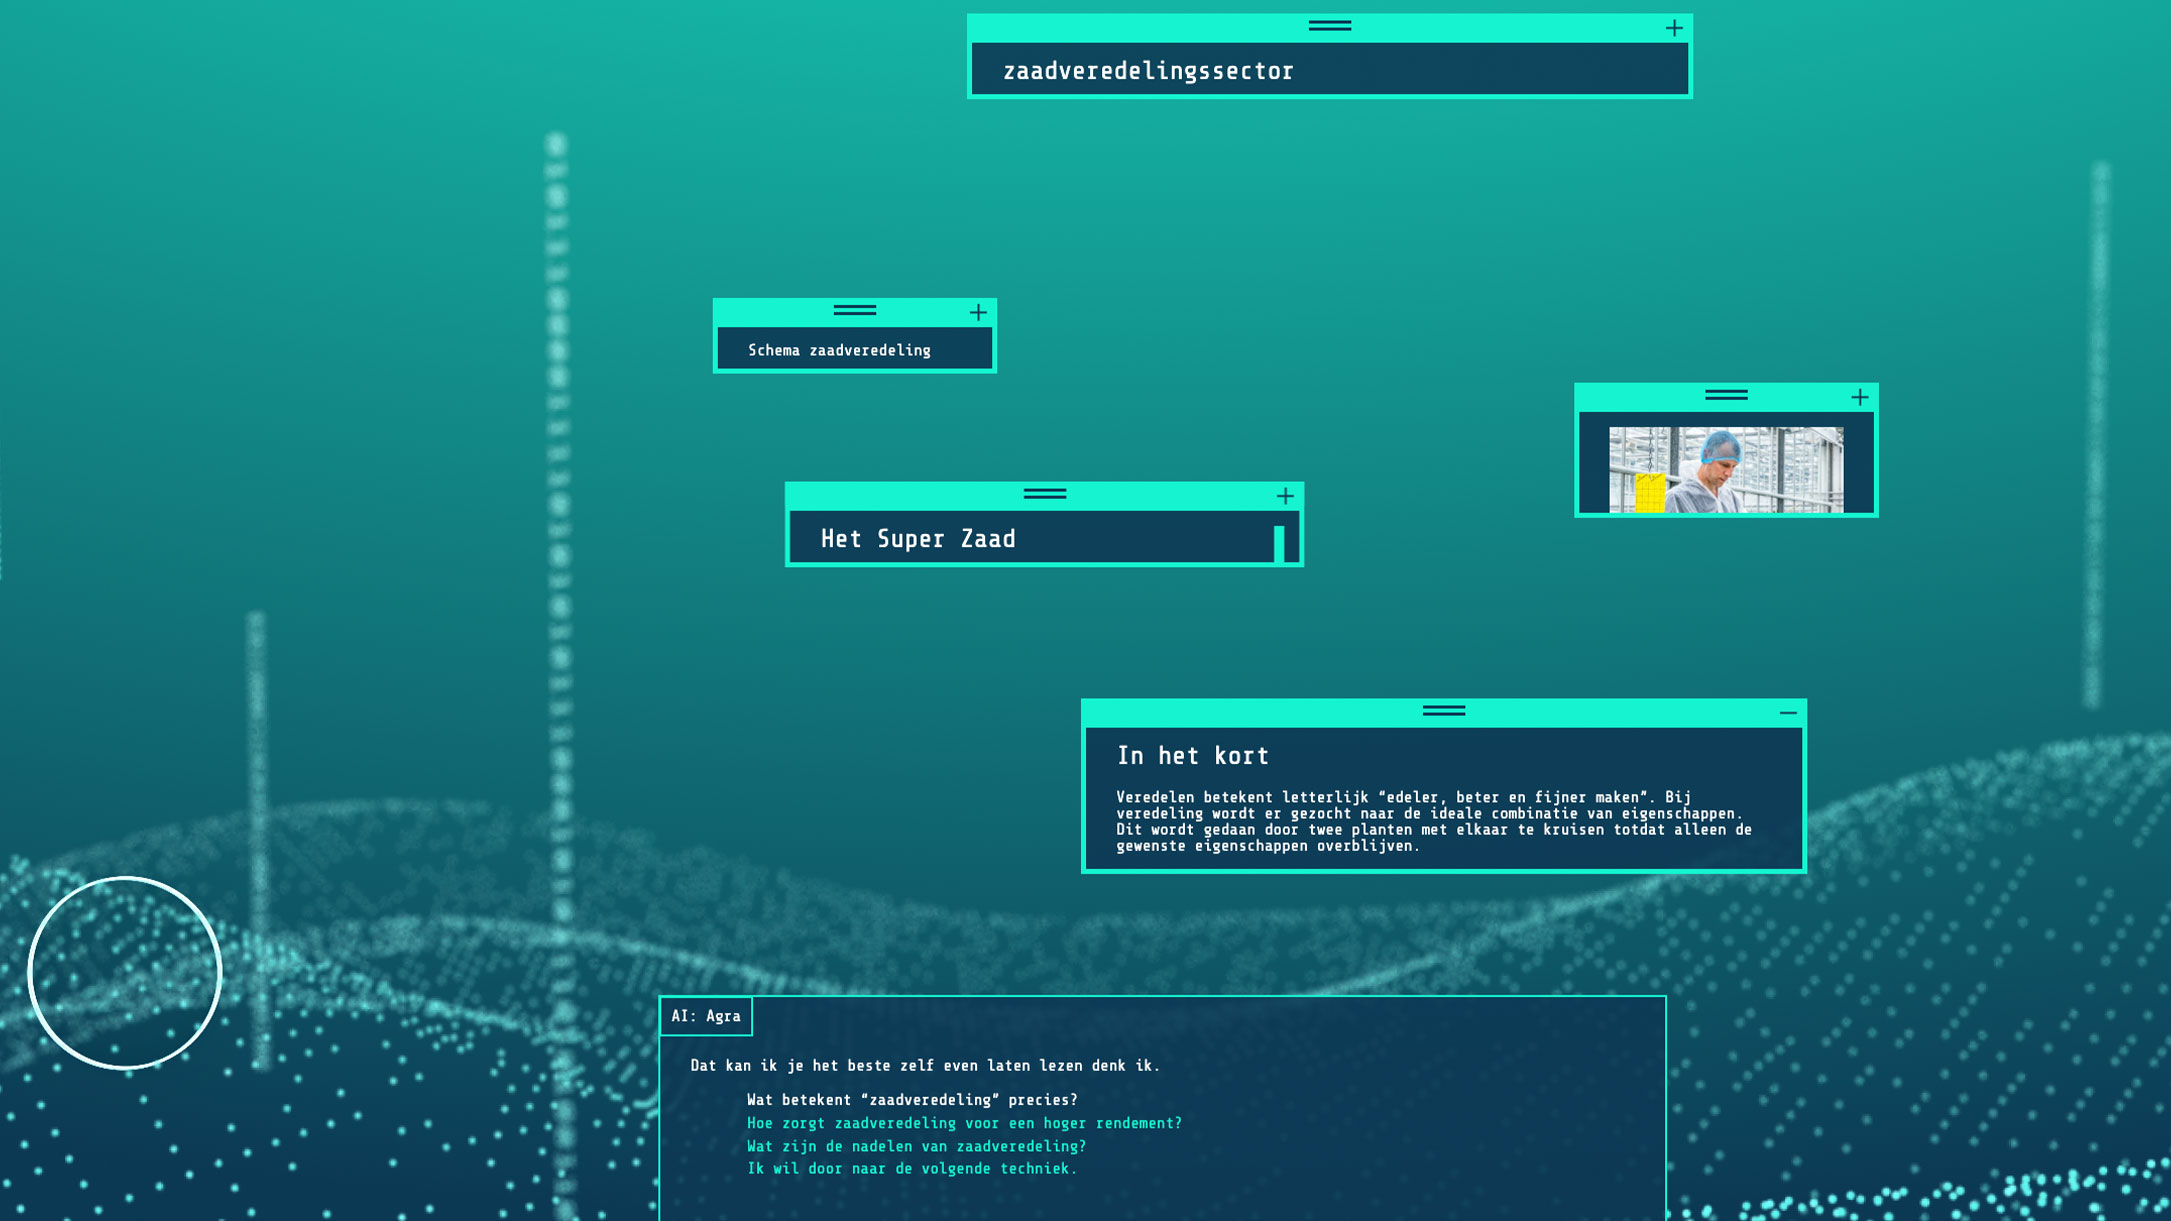 zaadveredelingssector
Schema zaadveredeling
Het Super Zaad
In het kort
Veredelen betekent letterlijk “edeler, beter en fijner maken”. Bij
veredeling wordt er gezocht naar de ideale combinatie van eigenschappen.
Dit wordt gedaan door twee planten met elkaar te kruisen totdat alleen de
gewenste eigenschappen overblijven.
AI: Agra
Dat kan ik je het beste zelf even laten lezen denk ik.
Wat betekent “zaadveredeling” precies?
Hoe zorgt zaadveredeling voor een hoger rendement?
Wat zijn de nadelen van zaadveredeling?
Ik wil door naar de volgende techniek.